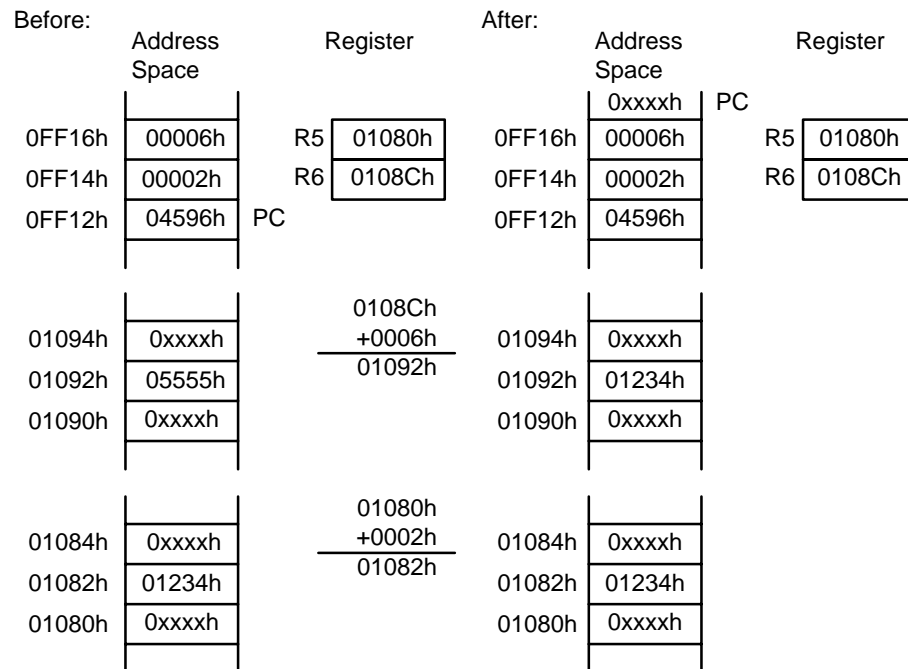 Before:
Address Space
Register
0FF16h 00006h R5 01080h
0FF14h 00002h R6 0108Ch
0FF12h 04596h PC
0108Ch
+0006h
01092h
01094h 0xxxxh
01092h 05555h
01090h 0xxxxh
01080h
+0002h
01082h
01084h 0xxxxh
01082h 01234h
01080h 0xxxxh
After:
Address Space
Register
0xxxxh PC
0FF16h 00006h R5 01080h
0FF14h 00002h R6 0108Ch
0FF12h 04596h
01094h 0xxxxh
01092h 01234h
01090h 0xxxxh
01084h 0xxxxh
01082h 01234h
01080h 0xxxxh